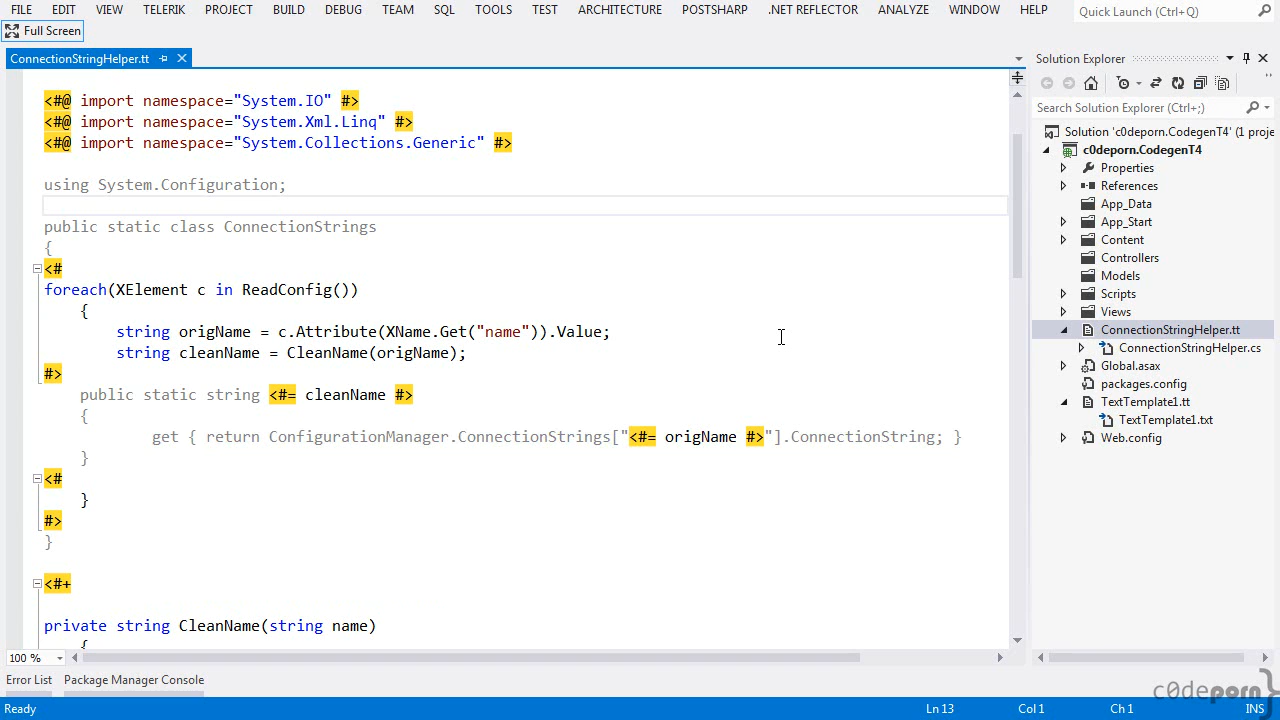 FILE EDIT VIEW TELERIK PROJECT BUILD DEBUG TEAM SQL TOOLS TEST ARCHITECTURE POSTSHARP .NET REFLECTOR ANALYZE WINDOW HELP Quick Launch (Ctrl+Q)
Full Screen
ConnectionStringHelper.tt
<#@ import namespace="System.IO" #>
<#@ import namespace="System.Xml.Linq" #>
<#@ import namespace="System.Collections.Generic" #>
using System.Configuration;
public static class ConnectionStrings
{
<#
foreach(XElement c in ReadConfig())
{
string origName = c.Attribute(XName.Get("name")).Value;
string cleanName = CleanName(origName);
#>
public static string <#= cleanName #>
{
get { return ConfigurationManager.ConnectionStrings["<#= origName #>"].ConnectionString; }
}
<#
}
#>
}
<#+
private string CleanName(string name)
{
100 %
Solution Explorer
Search Solution Explorer (Ctrl+;)
Solution 'c0deporn.CodegenT4' (1 proje
c0deporn.CodegenT4
Properties
References
App_Data
App_Start
Content
Controllers
Models
Scripts
Views
ConnectionStringHelper.tt
ConnectionStringHelper.cs
Global.asax
packages.config
TextTemplate1.tt
TextTemplate1.txt
Web.config
Error List Package Manager Console
c0deporn}
Ready Ln 13 Col 1 Ch 1 INS